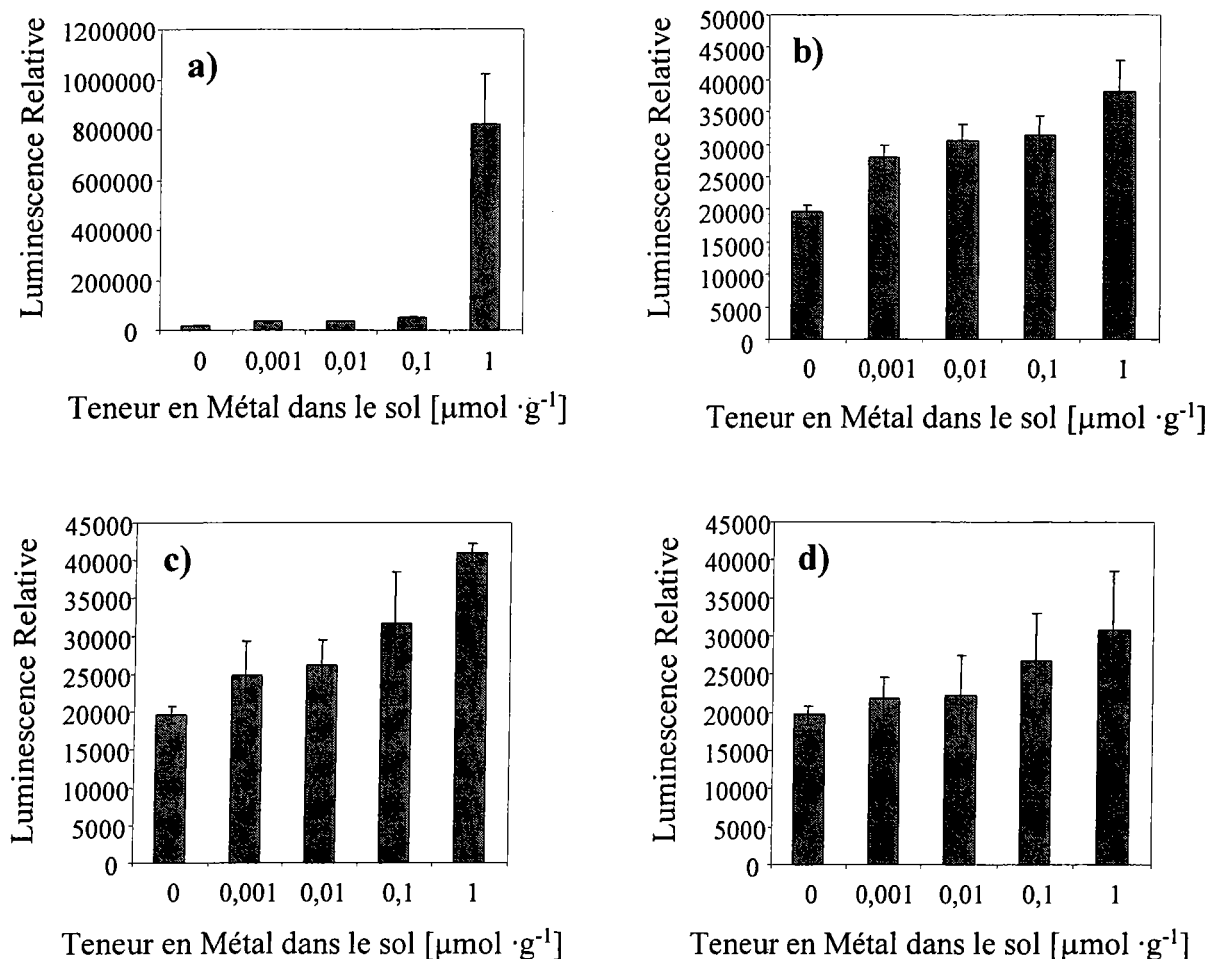 a)
Luminescence Relative
1200000
1000000
800000
600000
400000
200000
0
0 0,001 0,01 0,1 1
Teneur en Métal dans le sol [μmol ·g-1]
b)
Luminescence Relative
50000
45000
40000
35000
30000
25000
20000
15000
10000
5000
0
0 0,001 0,01 0,1 1
Teneur en Métal dans le sol [μmol ·g-1]
c)
Luminescence Relative
45000
40000
35000
30000
25000
20000
15000
10000
5000
0
0 0,001 0,01 0,1 1
Teneur en Métal dans le sol [μmol ·g-1]
d)
Luminescence Relative
45000
40000
35000
30000
25000
20000
15000
10000
5000
0
0 0,001 0,01 0,1 1
Teneur en Métal dans le sol [μmol ·g-1]